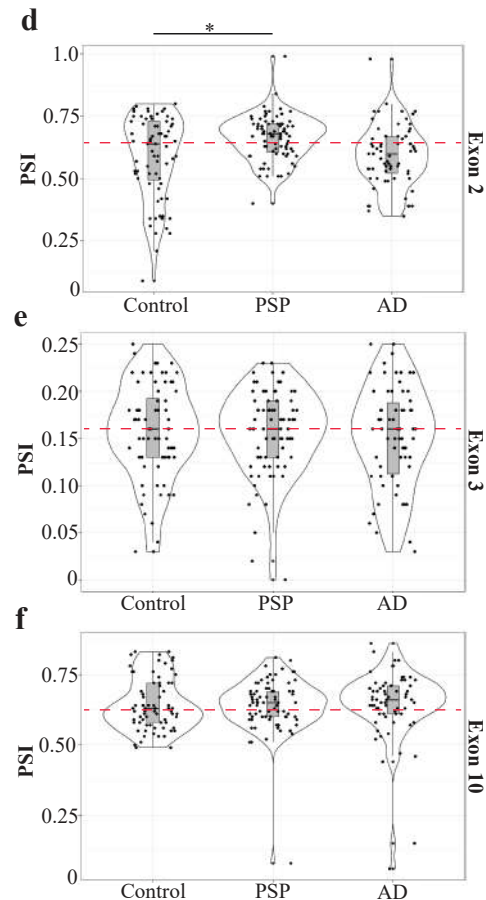 d
*
1.0
0.75
0.50
0.25
0
PSI
Exon 2
Control PSP AD
e
0.25
0.20
0.15
0.10
0.05
0
PSI
Exon 3
Control PSP AD
f
0.75
0.50
0.25
0
PSI
Exon 10
Control PSP AD